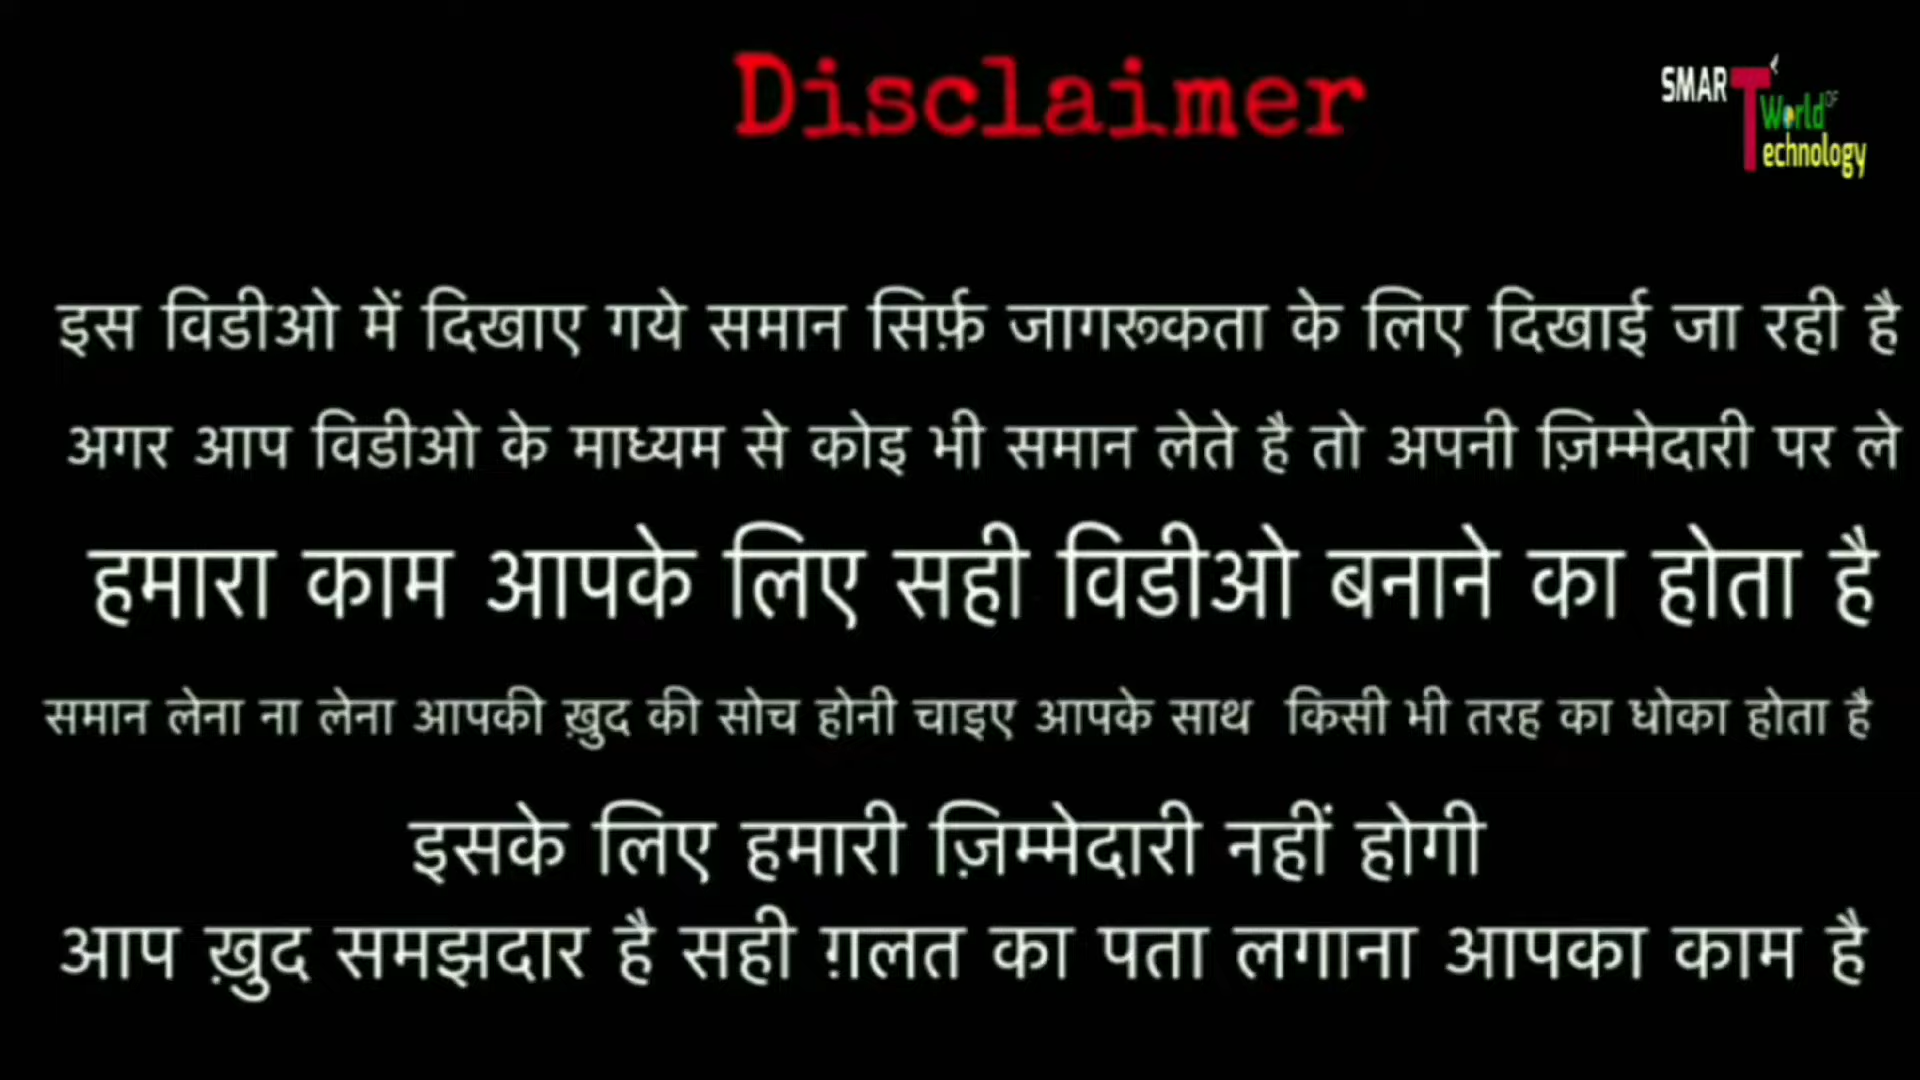 Disclaimer
SMART World OF Technology
इस विडीओ में दिखाए गये समान सिर्फ़ जागरूकता के लिए दिखाई जा रही है
अगर आप विडीओ के माध्यम से कोइ भी समान लेते है तो अपनी ज़िम्मेदारी पर ले
हमारा काम आपके लिए सही विडीओ बनाने का होता है
समान लेना ना लेना आपकी ख़ुद की सोच होनी चाइए आपके साथ किसी भी तरह का धोका होता है
इसके लिए हमारी ज़िम्मेदारी नहीं होगी
आप ख़ुद समझदार है सही ग़लत का पता लगाना आपका काम है